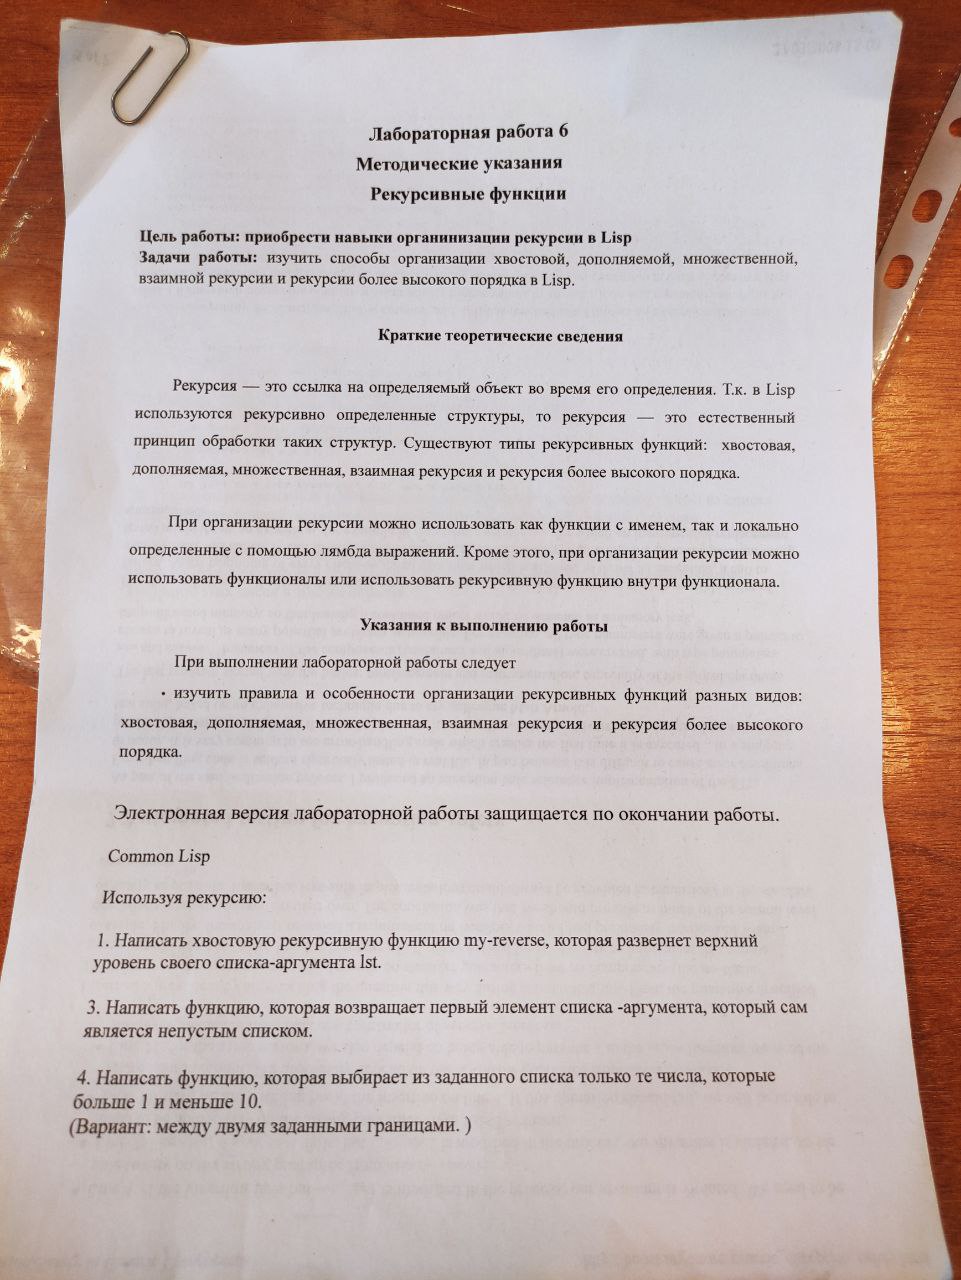 Лабораторная работа 6
Методические указания
Рекурсивные функции
Цель работы: приобрести навыки органинизации рекурсии в Lisp
Задачи работы: изучить способы организации хвостовой, дополняемой, множественной,
взаимной рекурсии и рекурсии более высокого порядка в Lisp.
Краткие теоретические сведения
Рекурсия — это ссылка на определяемый объект во время его определения. Т.к. в Lisp
используются рекурсивно определенные структуры, то рекурсия — это естественный
принцип обработки таких структур. Существуют типы рекурсивных функций: хвостовая,
дополняемая, множественная, взаимная рекурсия и рекурсия более высокого порядка.
При организации рекурсии можно использовать как функции с именем, так и локально
определенные с помощью лямбда выражений. Кроме этого, при организации рекурсии можно
использовать функционалы или использовать рекурсивную функцию внутри функционала.
Указания к выполнению работы
При выполнении лабораторной работы следует
• изучить правила и особенности организации рекурсивных функций разных видов:
хвостовая, дополняемая, множественная, взаимная рекурсия и рекурсия более высокого
порядка.
Электронная версия лабораторной работы защищается по окончании работы.
Common Lisp
Используя рекурсию:
1. Написать хвостовую рекурсивную функцию my-reverse, которая развернет верхний
уровень своего списка-аргумента lst.
3. Написать функцию, которая возвращает первый элемент списка -аргумента, который сам
является непустым списком.
4. Написать функцию, которая выбирает из заданного списка только те числа, которые
больше 1 и меньше 10.
(Вариант: между двумя заданными границами. )